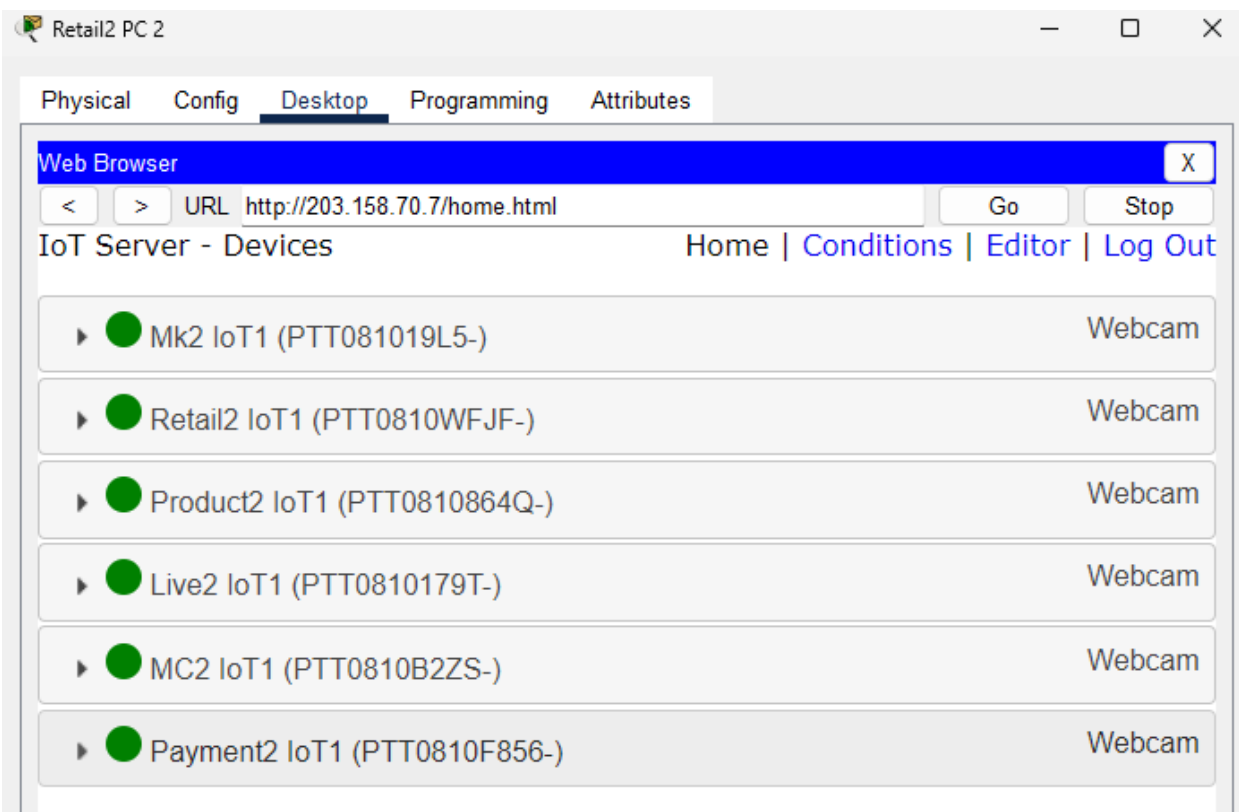 Retail2 PC 2
Physical Config Desktop Programming Attributes
Web Browser X
< > URL http://203.158.70.7/home.html Go Stop
IoT Server - Devices Home | Conditions | Editor | Log Out
Mk2 IoT1 (PTT081019L5-) Webcam
Retail2 IoT1 (PTT0810WFJF-) Webcam
Product2 IoT1 (PTT0810864Q-) Webcam
Live2 IoT1 (PTT0810179T-) Webcam
MC2 IoT1 (PTT0810B2ZS-) Webcam
Payment2 IoT1 (PTT0810F856-) Webcam